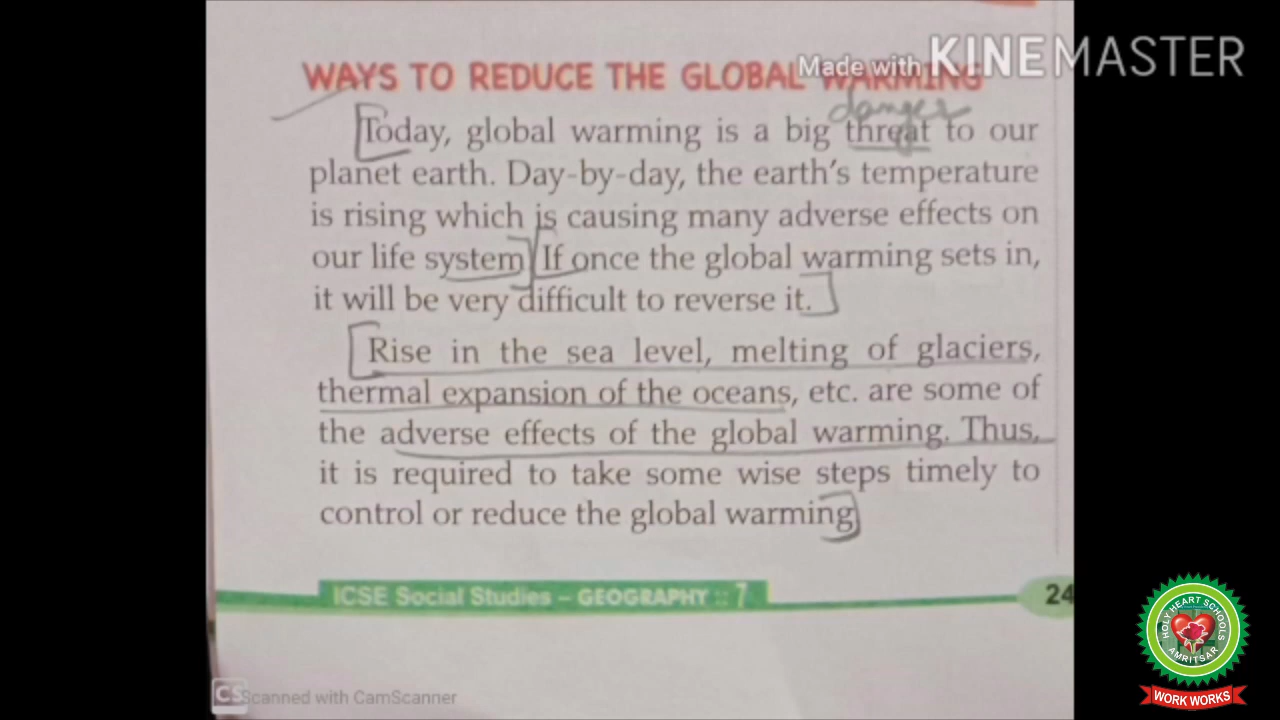 Made with KINEMASTER
WAYS TO REDUCE THE GLOBAL WARMING
danger
Today, global warming is a big threat to our
planet earth. Day-by-day, the earth's temperature
is rising which is causing many adverse effects on
our life system. If once the global warming sets in,
it will be very difficult to reverse it.
Rise in the sea level, melting of glaciers,
thermal expansion of the oceans, etc. are some of
the adverse effects of the global warming. Thus,
it is required to take some wise steps timely to
control or reduce the global warming
ICSE Social Studies – GEOGRAPHY :: 7
24
CS Scanned with CamScanner
HOLY HEART SCHOOLS
AMRITSAR
WORK WORKS